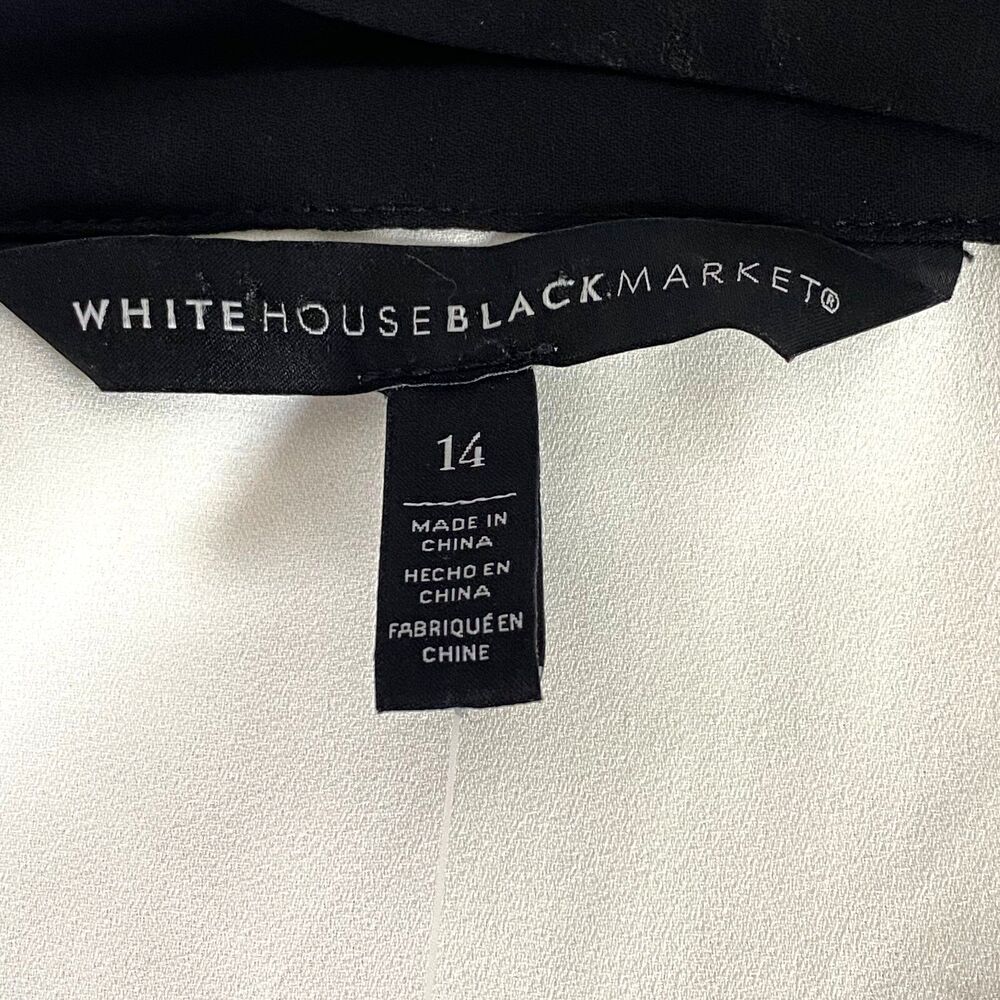 WHITEHOUSEBLACKMARKET®
14
MADE IN
CHINA
HECHO EN
CHINA
FABRIQUÉ EN
CHINE